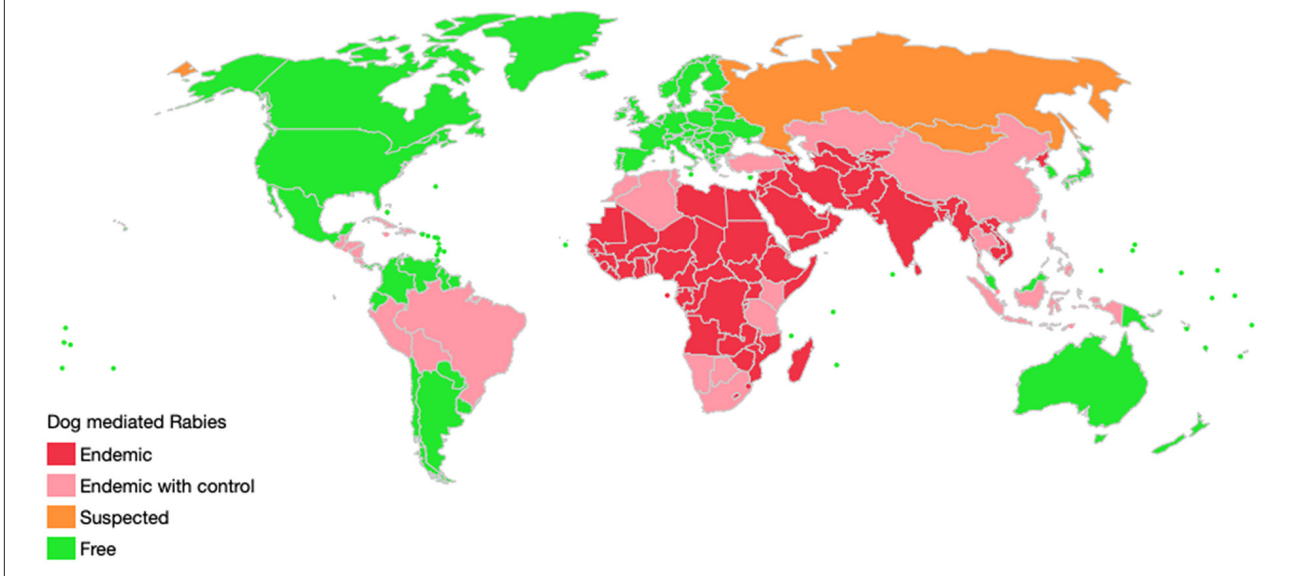 Dog mediated Rabies
Endemic
Endemic with control
Suspected
Free